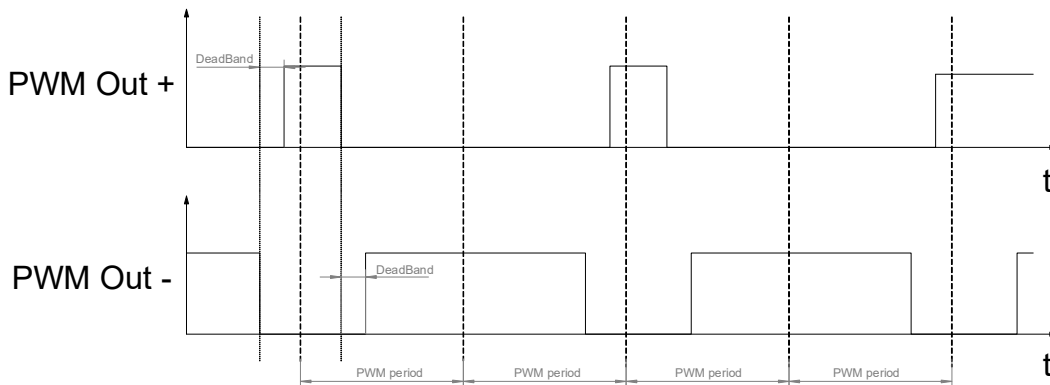 DeadBand
PWM Out +
t
PWM Out -
DeadBand
t
PWM period PWM period PWM period PWM period